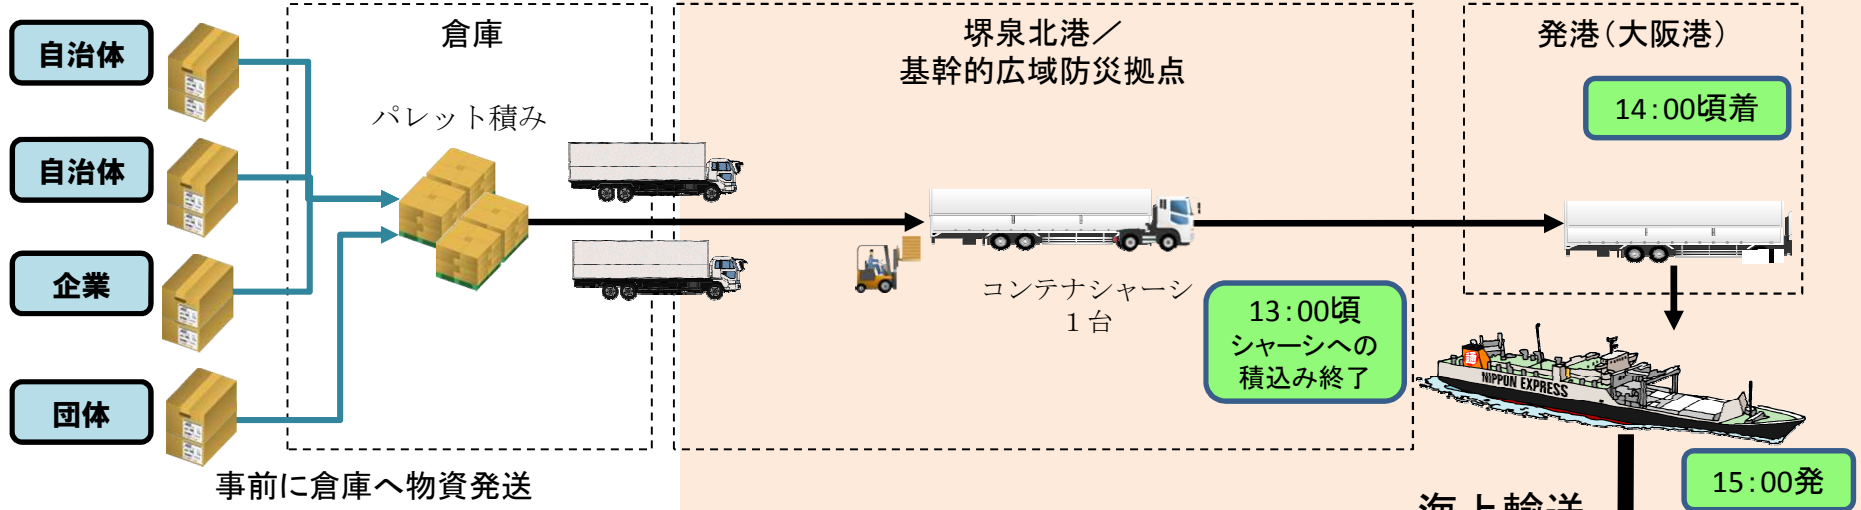 自治体
自治体
企業
団体
倉庫
パレット積み
事前に倉庫へ物資発送
堺泉北港／
基幹的広域防災拠点
コンテナシャーシ
１台
13：00頃
シャーシへの
積込み終了
発港（大阪港）
14：00頃着
NIPPON EXPRESS
15：00発
海上輸送